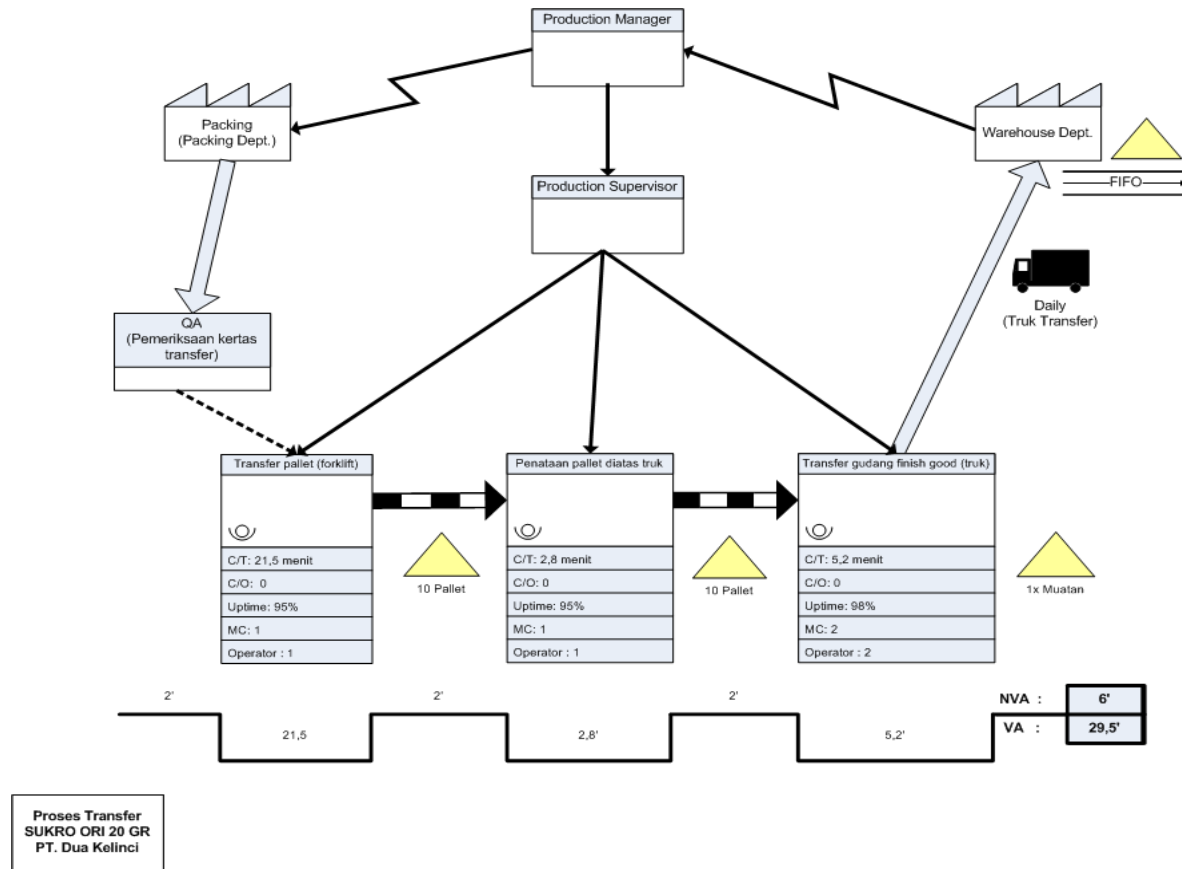 Production Manager
Packing
(Packing Dept.)
Warehouse Dept.
FIFO
Production Supervisor
Daily
(Truk Transfer)
QA
(Pemeriksaan kertas
transfer)
Transfer pallet (forklift)
C/T: 21,5 menit
C/O: 0
Uptime: 95%
MC: 1
Operator : 1
10 Pallet
Penataan pallet diatas truk
C/T: 2,8 menit
C/O: 0
Uptime: 95%
MC: 1
Operator : 1
10 Pallet
Transfer gudang finish good (truk)
C/T: 5,2 menit
C/O: 0
Uptime: 98%
MC: 2
Operator : 2
1x Muatan
2'
21,5
2'
2,8'
2'
5,2'
NVA : 6'
VA : 29,5'
Proses Transfer
SUKRO ORI 20 GR
PT. Dua Kelinci